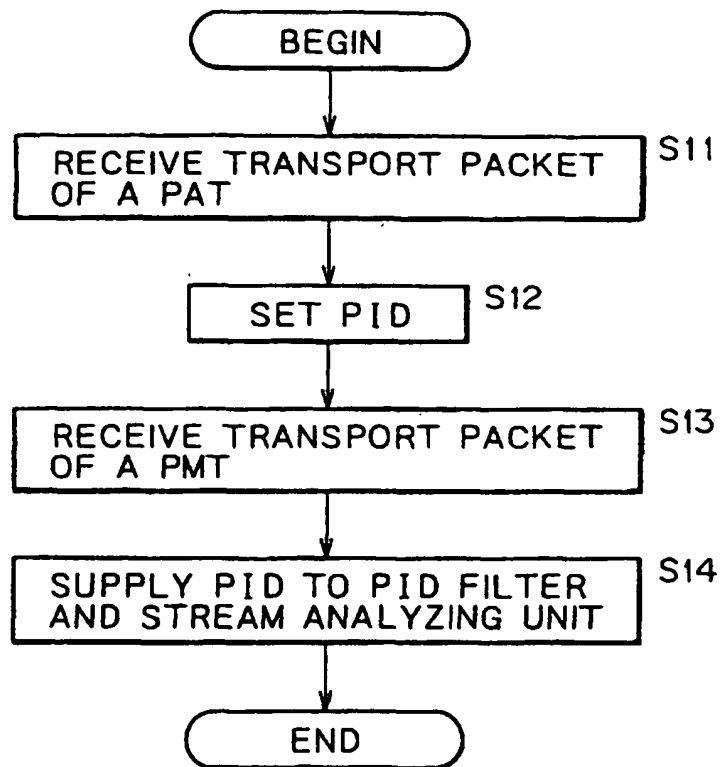 BEGIN
RECEIVE TRANSPORT PACKET
OF A PAT
S11
SET PID
S12
RECEIVE TRANSPORT PACKET
OF A PMT
S13
SUPPLY PID TO PID FILTER
AND STREAM ANALYZING UNIT
S14
END